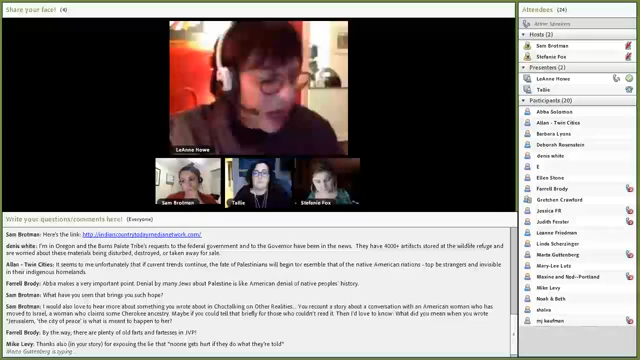 Share your face! (4)
LeAnne Howe
Sam Brotman
Tallie
Stefanie Fox
Write your questions/comments here! (Everyone)
Sam Brotman: Here's the link: http://indiancountrytodaymedianetwork.com/
denis white: I'm in Oregon and the Burns Paiute Tribe's requests to the federal government and to the Governor have been in the news. They have 4000+ artifacts stored at the wildlife refuge and
are worried about these materials being disturbed, destroyed, or taken away for sale.
Allan - Twin Cities: It seems to me unfortunately that if current trends continue, the fate of Palestinians will begin to resemble that of the native American nations - top be strangers and invisible
in their indigenous homelands.
Farrell Brody: Abba makes a very important point: Denial by many Jews about Palestine is like American denial of native peoples' history.
Sam Brotman: What have you seen that brings you such hope?
Sam Brotman: I would also love to hear more about something you wrote about in Choctalking on Other Realities.. You recount a story about a conversation with an American woman who has
moved to Israel, a woman who claims some Cherokee ancestry. Maybe if you could tell that briefly for those who couldn't read it. Then I'd love to know: What did you mean when you wrote
"Jerusalem, 'the city of peace' is what is meant to happen to her?
Farrell Brody: By the way, there are plenty of old farts and fartesses in JVP!
Mike Levy: Thanks also (in your story) for exposing the lie that "noone gets hurt if they do what they're told"
Marta Guttenberg is typing
Attendees (24)
Active Speakers
Hosts (2)
Sam Brotman
Stefanie Fox
Presenters (2)
LeAnne Howe
Tallie
Participants (20)
Abba Solomon
Allan - Twin Cities
Barbara Lyons
Deborah Rosenstein
denis white
E
Ellen Stone
Farrell Brody
Gretchen Crawford
Jessica FR
Judith Ferster
Loanne Friedman
Linda Scherzinger
Marta Guttenberg
Mary-Lee Lutz
Maxine and Ned--Portland
Mike Levy
Noah & Beth
shalva
mj kaufman